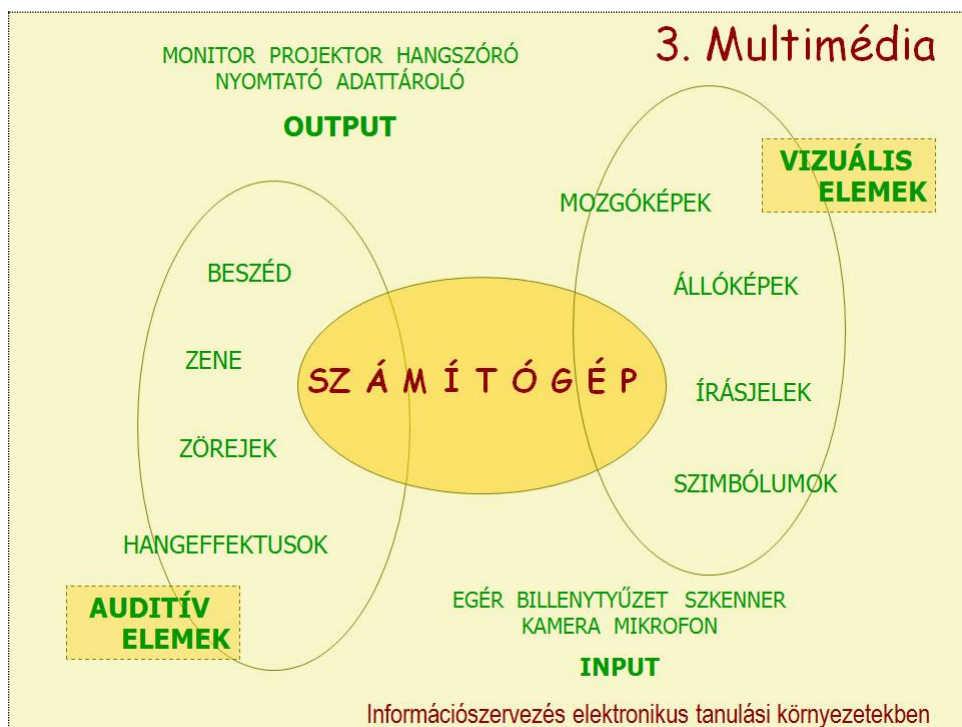 3. Multimédia
MONITOR PROJEKTOR HANGSZÓRÓ
NYOMTATÓ ADATTÁROLÓ
OUTPUT
VIZUÁLIS
ELEMEK
MOZGÓKÉPEK
ÁLLÓKÉPEK
ÍRÁSJELEK
SZIMBÓLUMOK
BESZÉD
ZENE
ZÖREJEK
HANGEFFEKTUSOK
SZÁMÍTÓGÉP
AUDITÍV
ELEMEK
EGÉR BILLENYTYŰZET SZKENNER
KAMERA MIKROFON
INPUT
Információszervezés elektronikus tanulási környezetekben